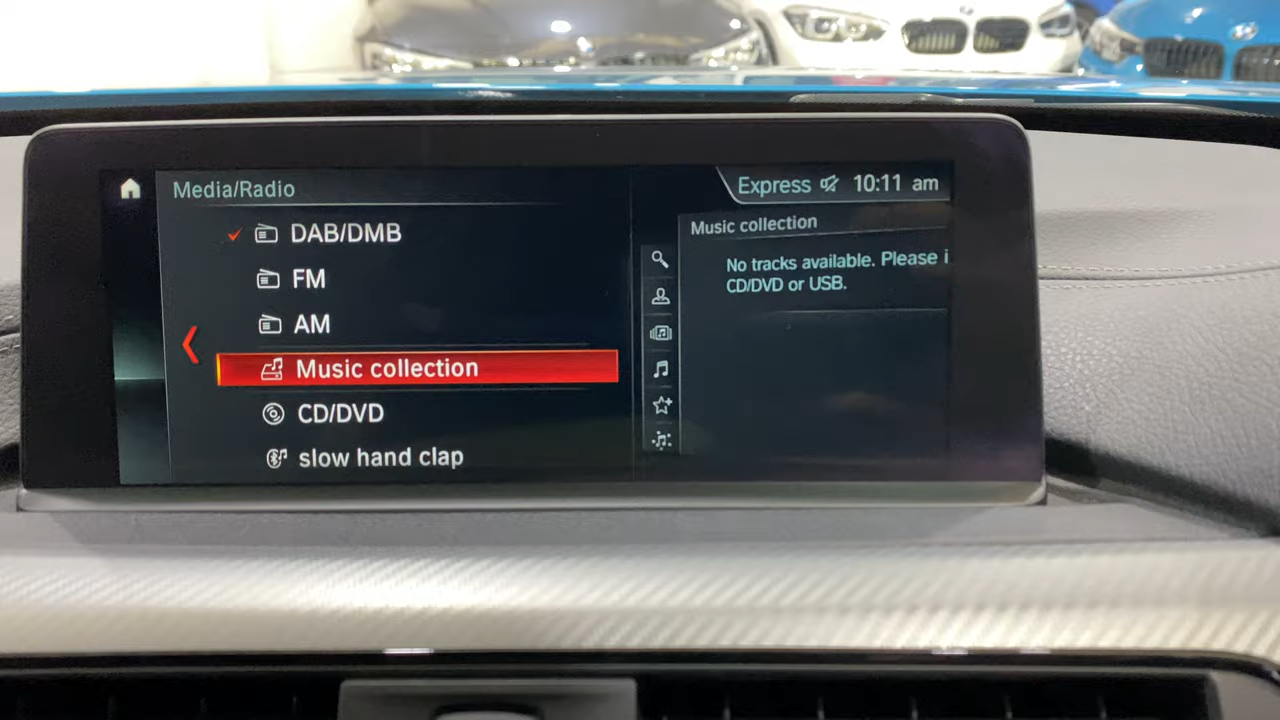 Media/Radio
Express 10:11 am
DAB/DMB
FM
AM
Music collection
CD/DVD
slow hand clap
Music collection
No tracks available. Please i
CD/DVD or USB.